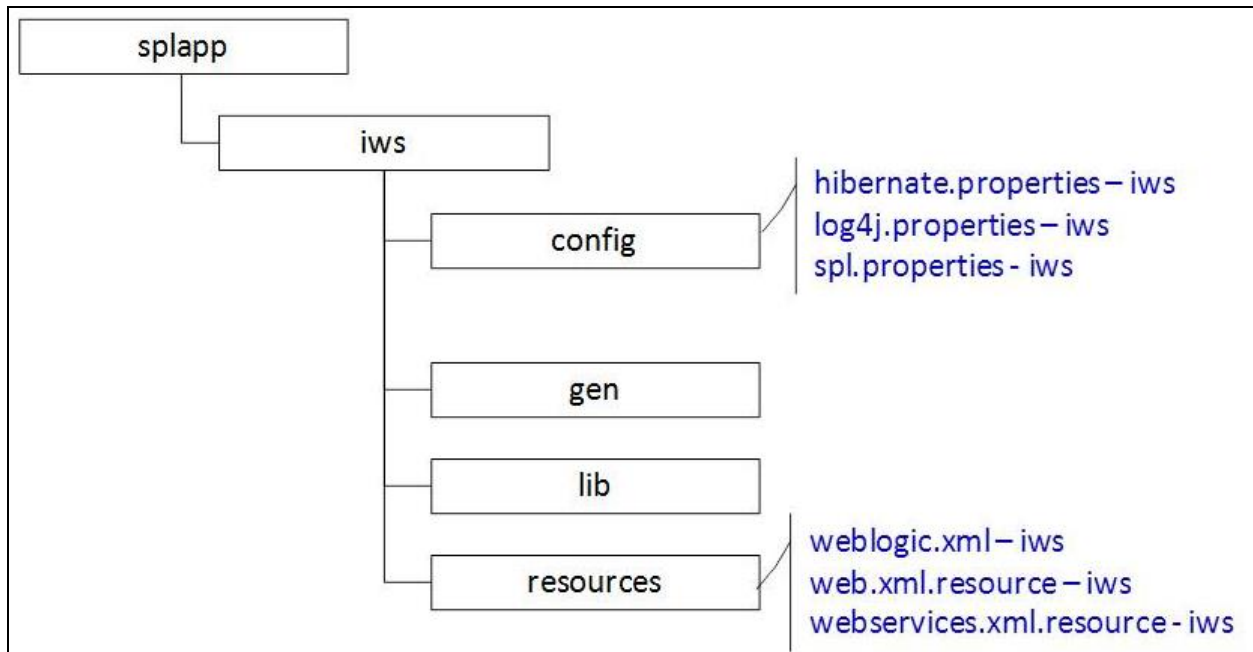 splapp
iws
config
hibernate.properties – iws
log4j.properties – iws
spl.properties - iws
gen
lib
resources
weblogic.xml – iws
web.xml.resource – iws
webservices.xml.resource - iws